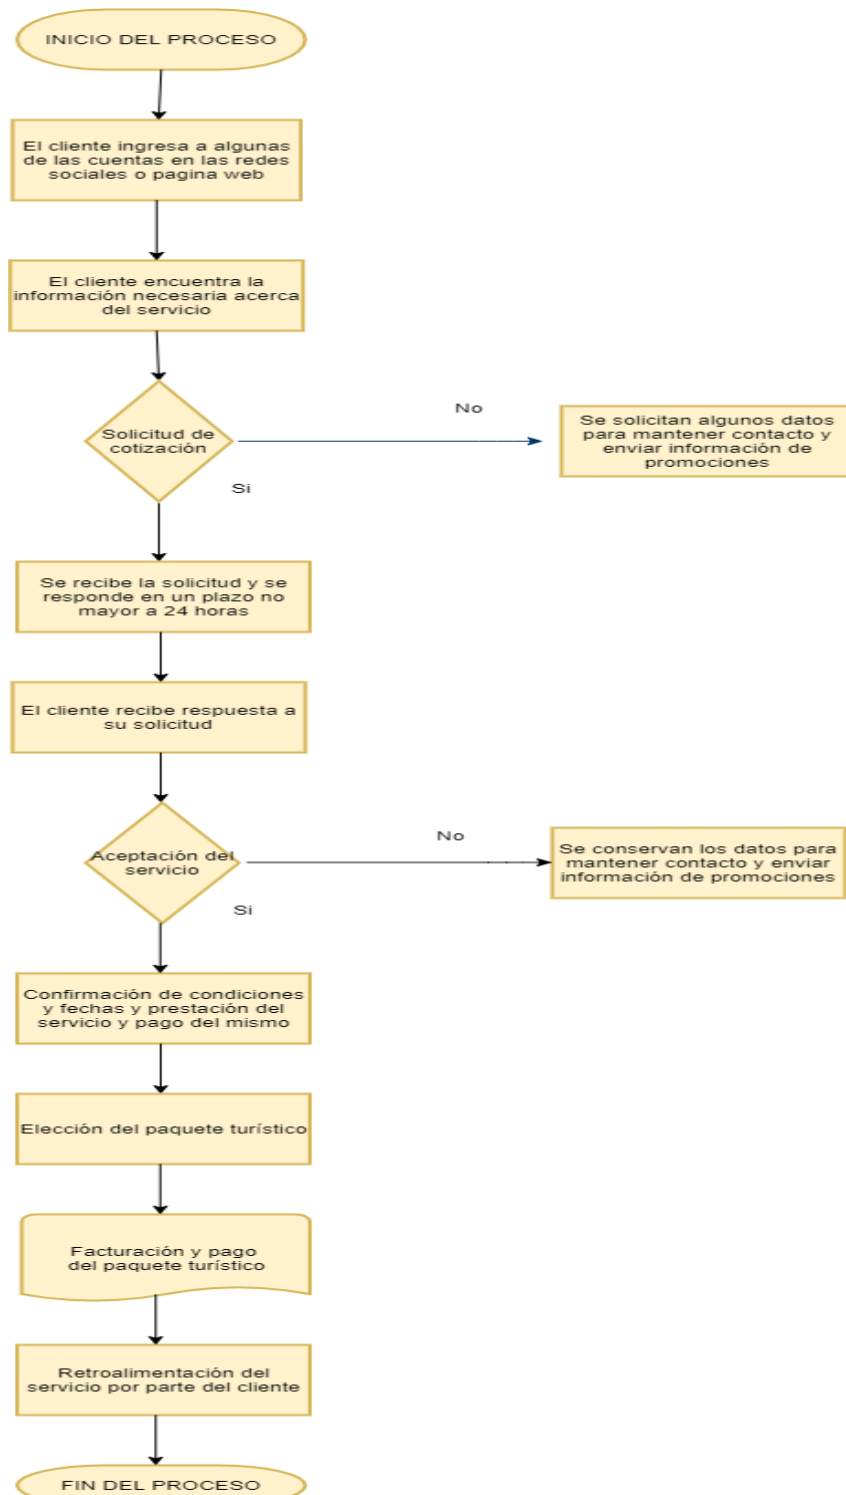 INICIO DEL PROCESO
El cliente ingresa a algunas
de las cuentas en las redes
sociales o pagina web
El cliente encuentra la
información necesaria acerca
del servicio
Solicitud de
cotización
No
Se solicitan algunos datos
para mantener contacto y
enviar información de
promociones
Si
Se recibe la solicitud y se
responde en un plazo no
mayor a 24 horas
El cliente recibe respuesta a
su solicitud
Aceptación del
servicio
No
Se conservan los datos para
mantener contacto y enviar
información de promociones
Si
Confirmación de condiciones
y fechas y prestación del
servicio y pago del mismo
Elección del paquete turístico
Facturación y pago
del paquete turístico
Retroalimentación del
servicio por parte del cliente
FIN DEL PROCESO